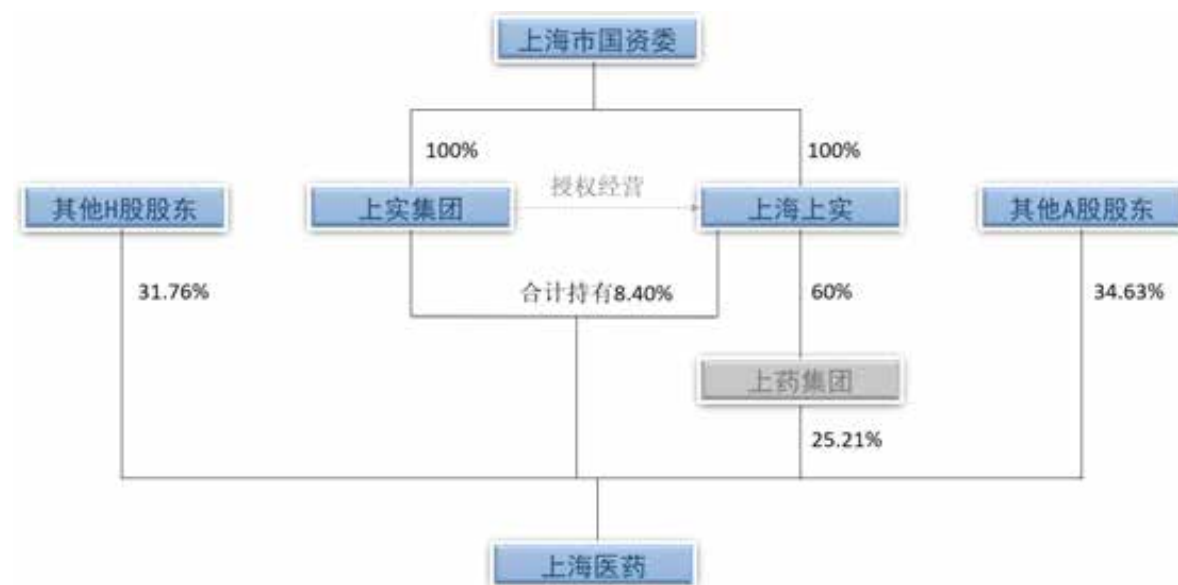 上海市国资委
100%
100%
其他H股股东
上实集团
授权经营
上海上实
其他A股股东
31.76%
合计持有8.40%
60%
34.63%
上药集团
25.21%
上海医药